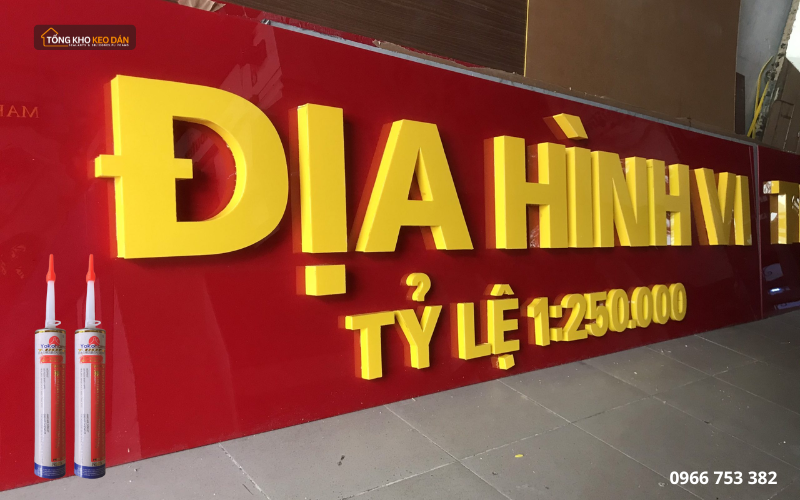 TỔNG KHO KEO DÁN
ĐỊA HÌNH VI T
TỶ LỆ 1:250.000
0966 753 382